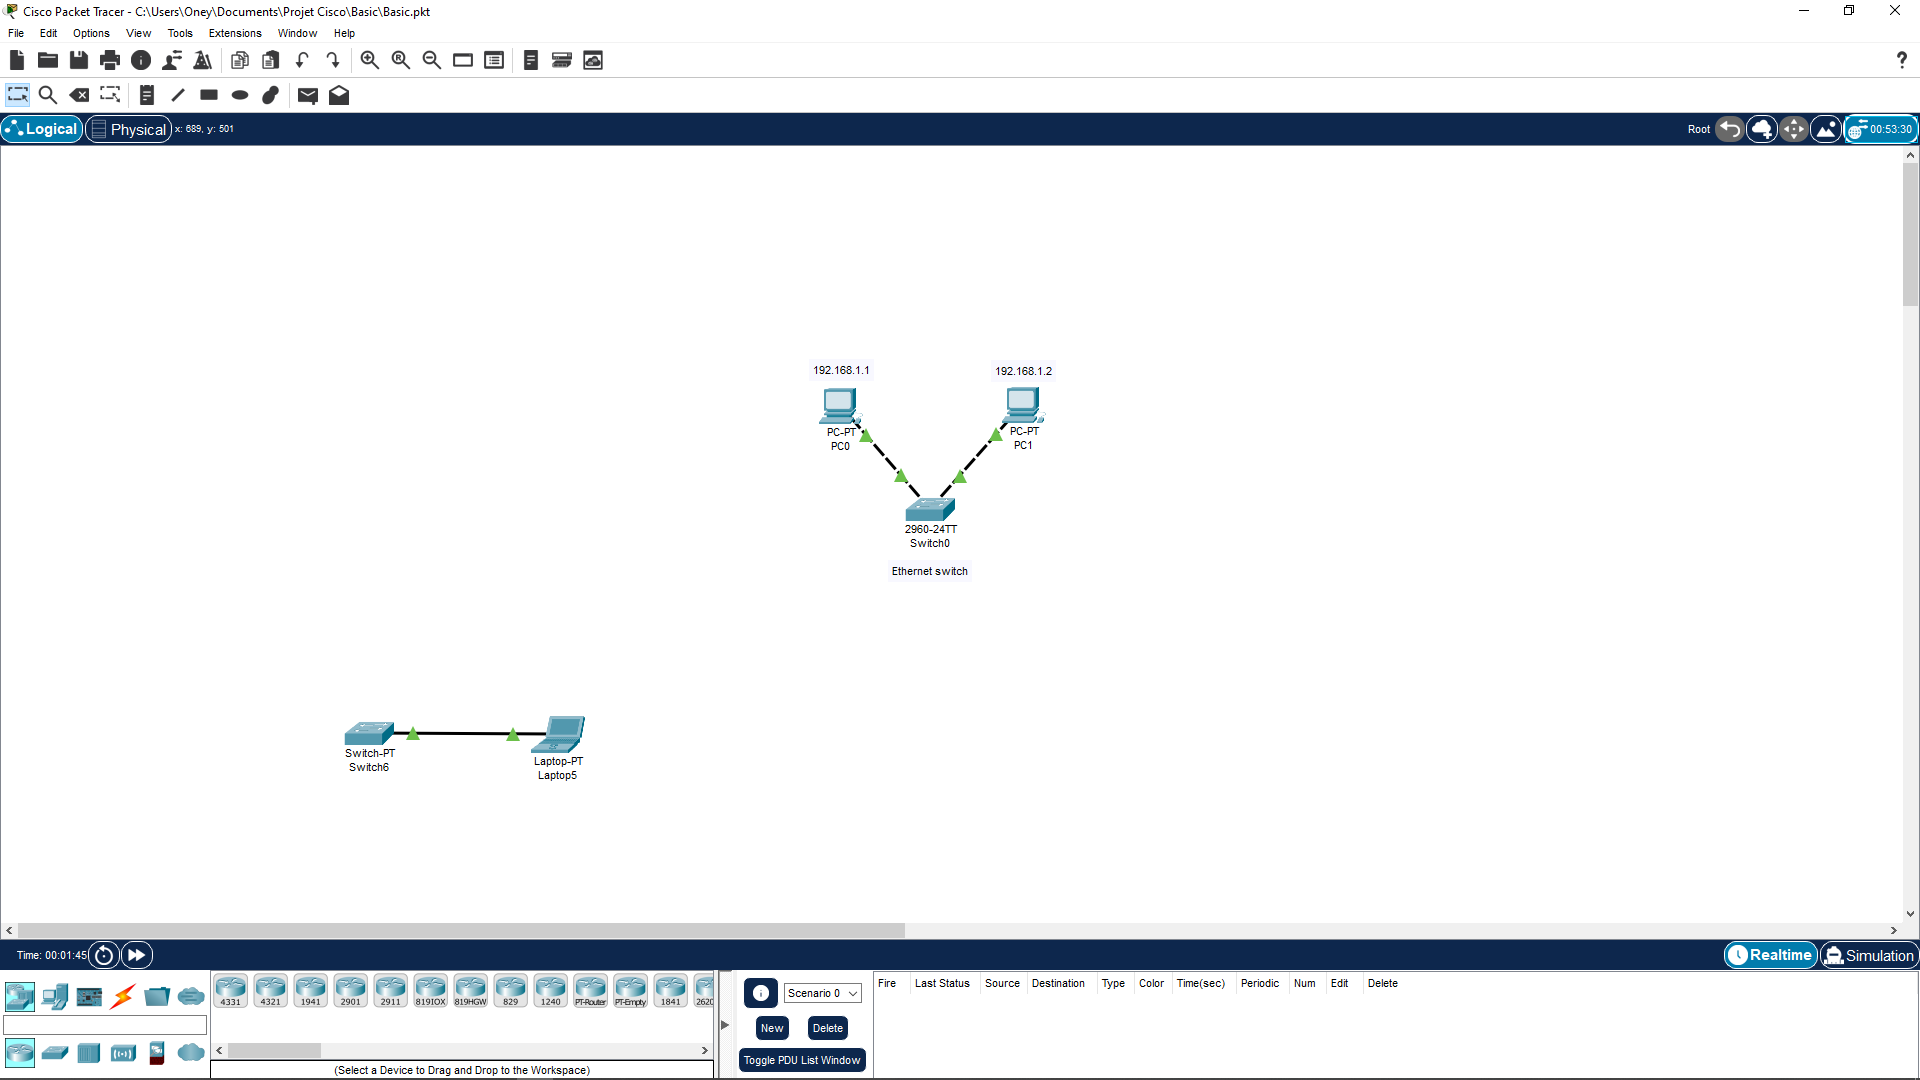 Cisco Packet Tracer - C:\Users\Oney\Documents\Projet Cisco\Basic\Basic.pkt
File Edit Options View Tools Extensions Window Help
?
Logical Physical x: 689, y: 501 Root 00:53:30
192.168.1.1 192.168.1.2
PC-PT PC-PT
PC0 PC1
2960-24TT
Switch0
Ethernet switch
Switch-PT Laptop-PT
Switch6 Laptop5
Time: 00:01:45 Realtime Simulation
4331 4321 1941 2901 2911 819IOX 819HGW 829 1240 PT-Router PT-Empty 1841 2620
Scenario 0
New Delete
Toggle PDU List Window
Fire Last Status Source Destination Type Color Time(sec) Periodic Num Edit Delete
(Select a Device to Drag and Drop to the Workspace)